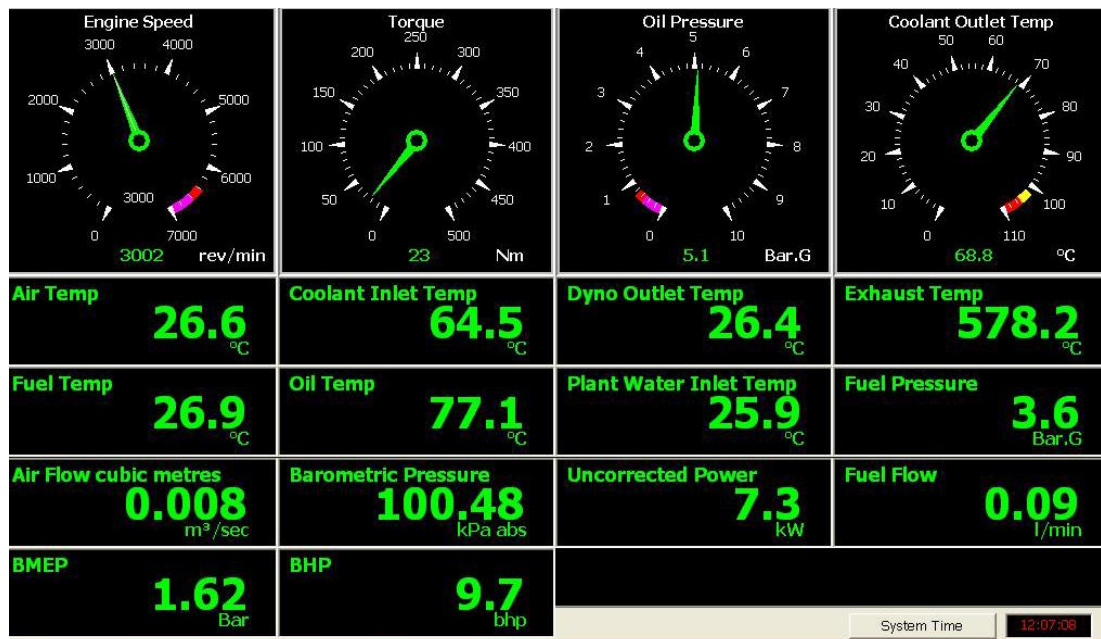 Engine Speed
0
1000
2000
3000
4000
5000
6000
7000
3000
3002 rev/min
Torque
0
50
100
150
200
250
300
350
400
450
500
23 Nm
Oil Pressure
0
1
2
3
4
5
6
7
8
9
10
5.1 Bar.G
Coolant Outlet Temp
0
10
20
30
40
50
60
70
80
90
100
110
68.8 °C
Air Temp
26.6
°C
Coolant Inlet Temp
64.5
°C
Dyno Outlet Temp
26.4
°C
Exhaust Temp
578.2
°C
Fuel Temp
26.9
°C
Oil Temp
77.1
°C
Plant Water Inlet Temp
25.9
°C
Fuel Pressure
3.6
Bar.G
Air Flow cubic metres
0.008
m³/sec
Barometric Pressure
100.48
kPa abs
Uncorrected Power
7.3
kW
Fuel Flow
0.09
l/min
BMEP
1.62
Bar
BHP
9.7
bhp
System Time 12:07:08